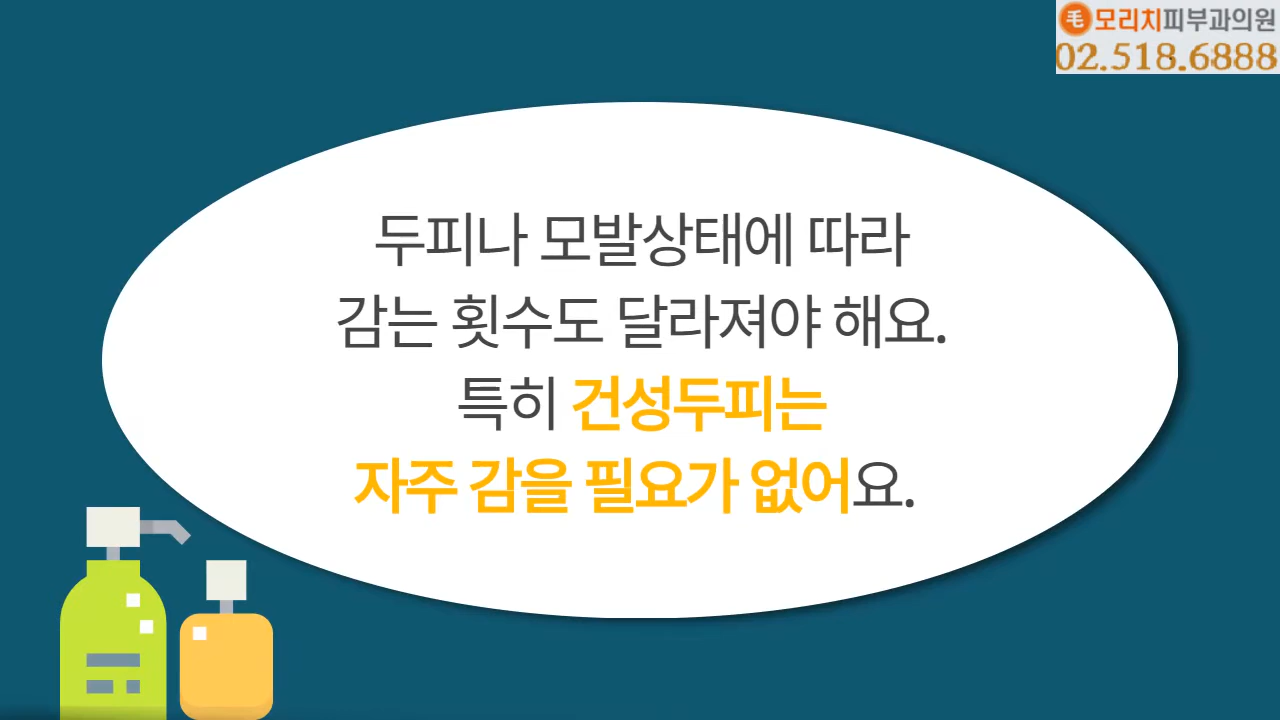 毛 모리치피부과의원
02.518.6888
두피나 모발상태에 따라
감는 횟수도 달라져야 해요.
특히 건성두피는
자주 감을 필요가 없어요.